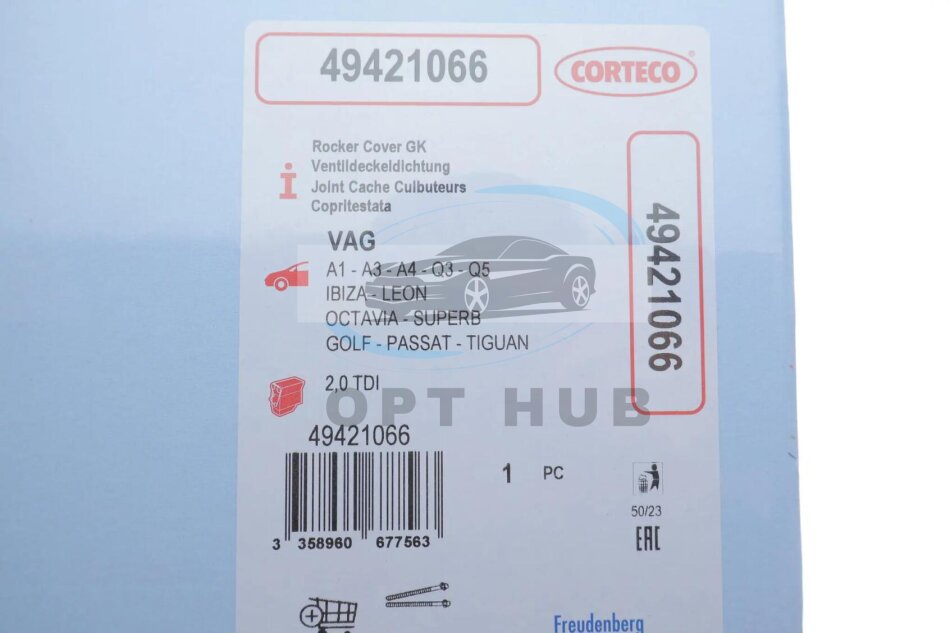 49421066
CORTECO
®
Rocker Cover GK
Ventildeckeldichtung
Joint Cache Culbuteurs
Copritestata
VAG
A1 - A3 - A4 - Q3 - Q5
IBIZA - LEON
OCTAVIA - SUPERB
GOLF - PASSAT - TIGUAN
2,0 TDI
49421066
OPT HUB
49421066
1 PC
50/23
EAC
3 358960 677563
Freudenberg